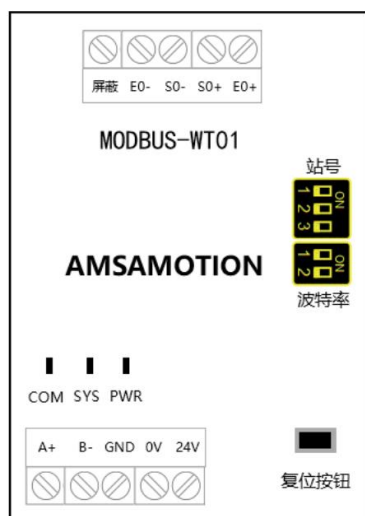 屏蔽 E0- S0- S0+ E0+
MODBUS-WT01
站号
ON
1
2
3
AMSAMOTION
ON
1
2
波特率
COM SYS PWR
A+ B- GND 0V 24V
复位按钮